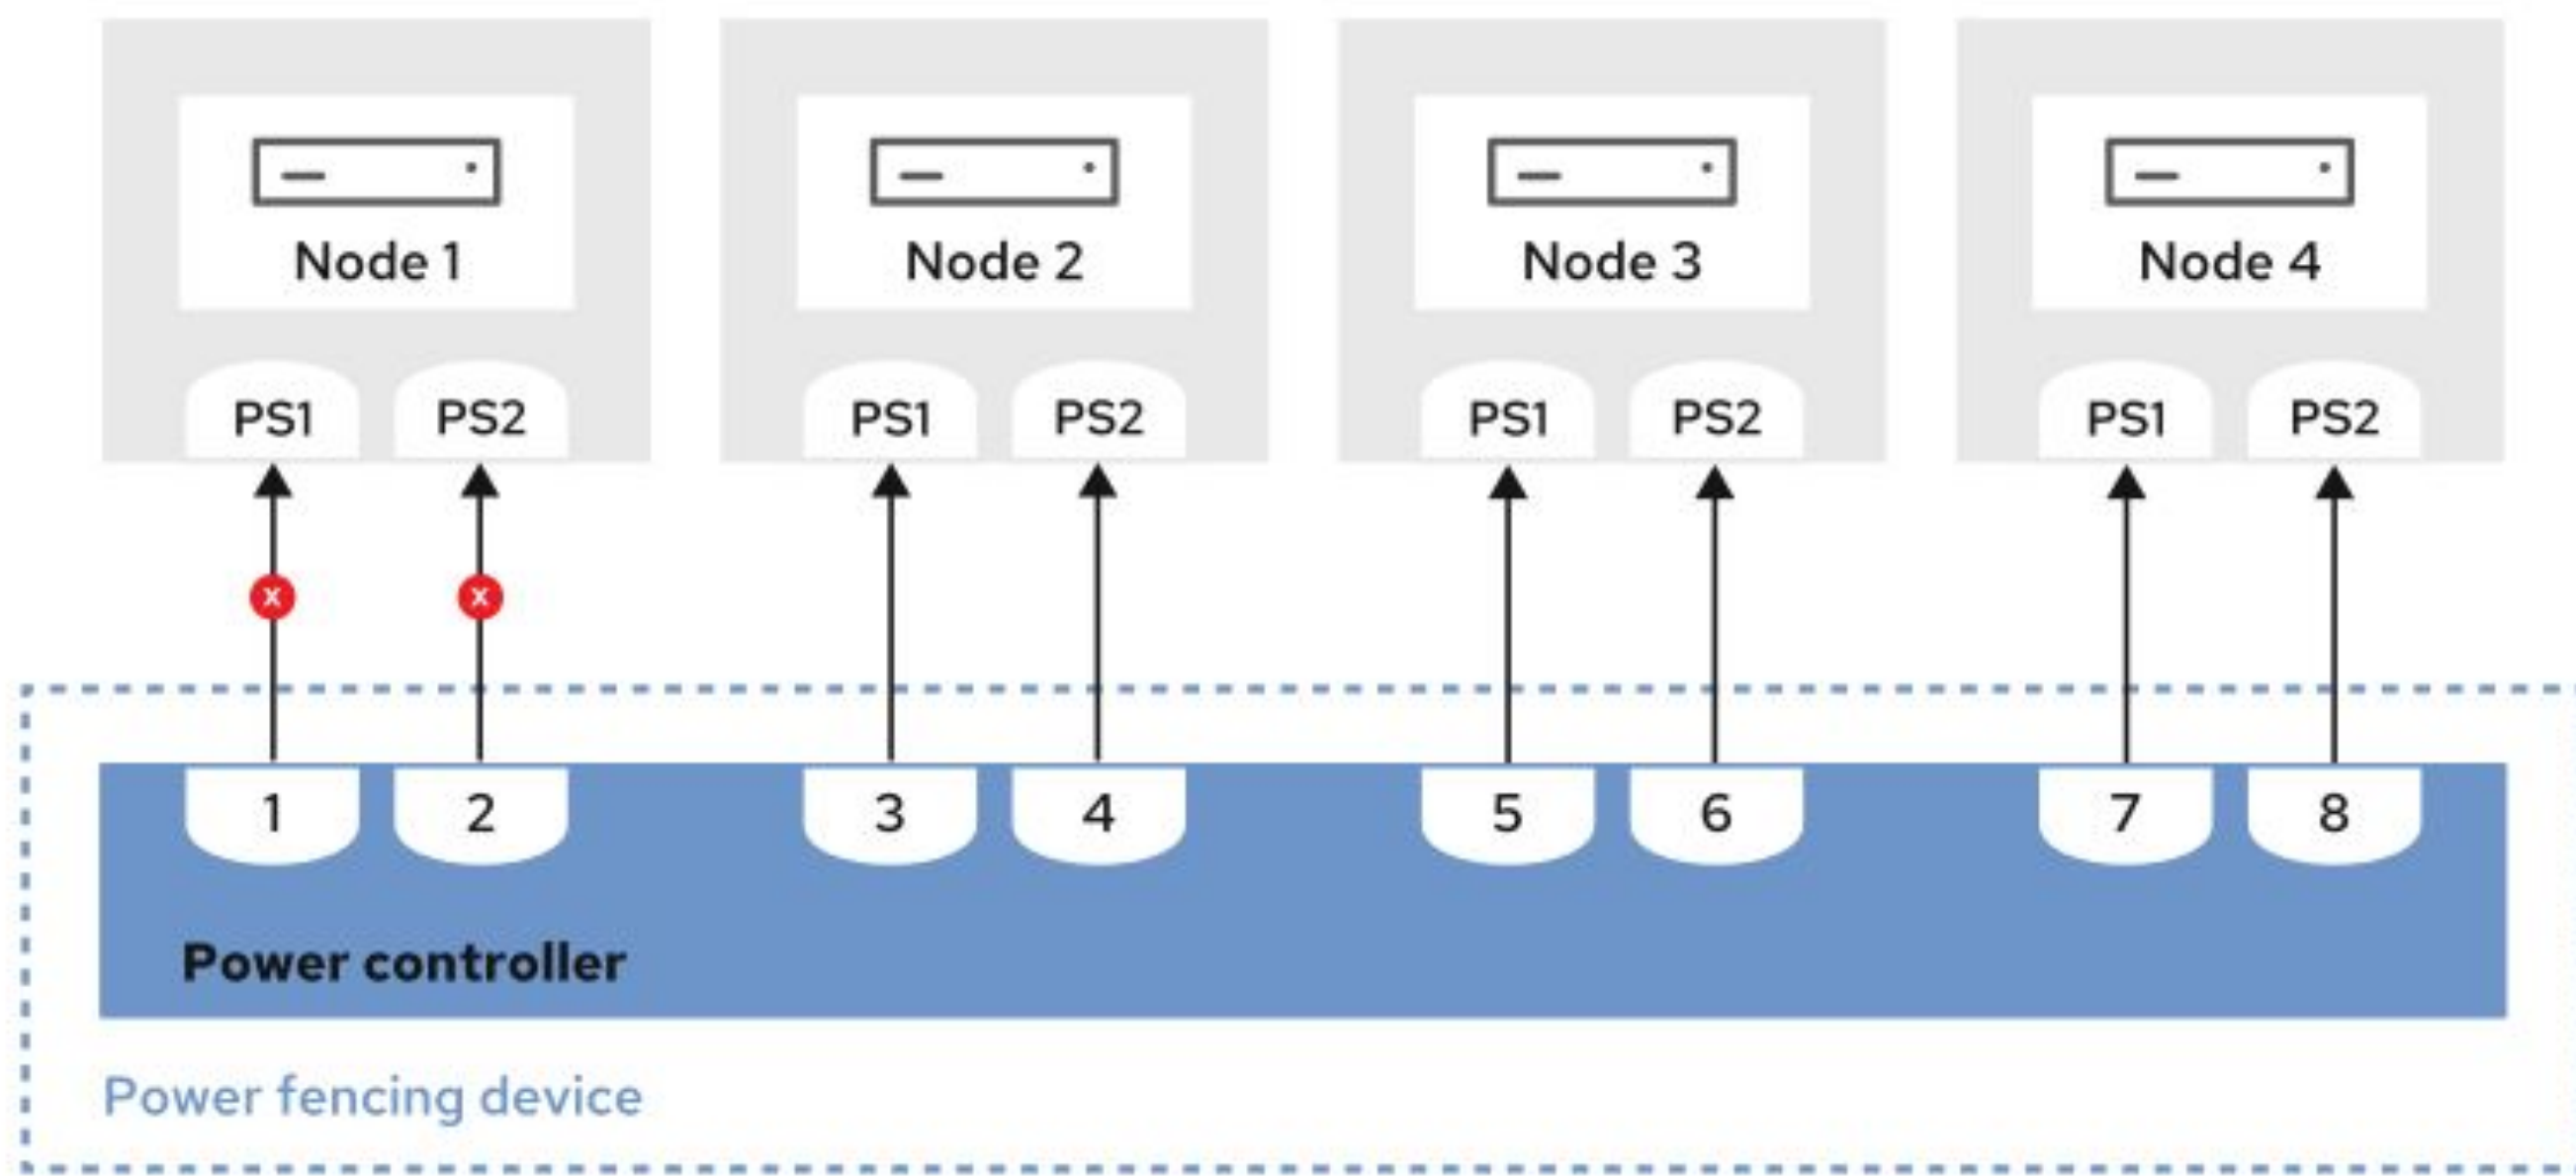 Node 1
Node 2
Node 3
Node 4
PS1 PS2
PS1 PS2
PS1 PS2
PS1 PS2
x x
1 2 3 4 5 6 7 8
Power controller
Power fencing device